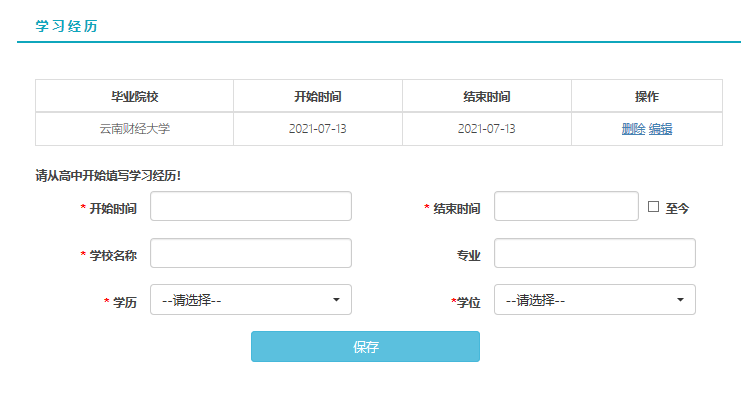 学习经历
毕业院校 开始时间 结束时间 操作
云南财经大学 2021-07-13 2021-07-13 删除 编辑
请从高中开始填写学习经历！
* 开始时间 * 结束时间 至今
* 学校名称 专业
* 学历 --请选择-- *学位 --请选择--
保存